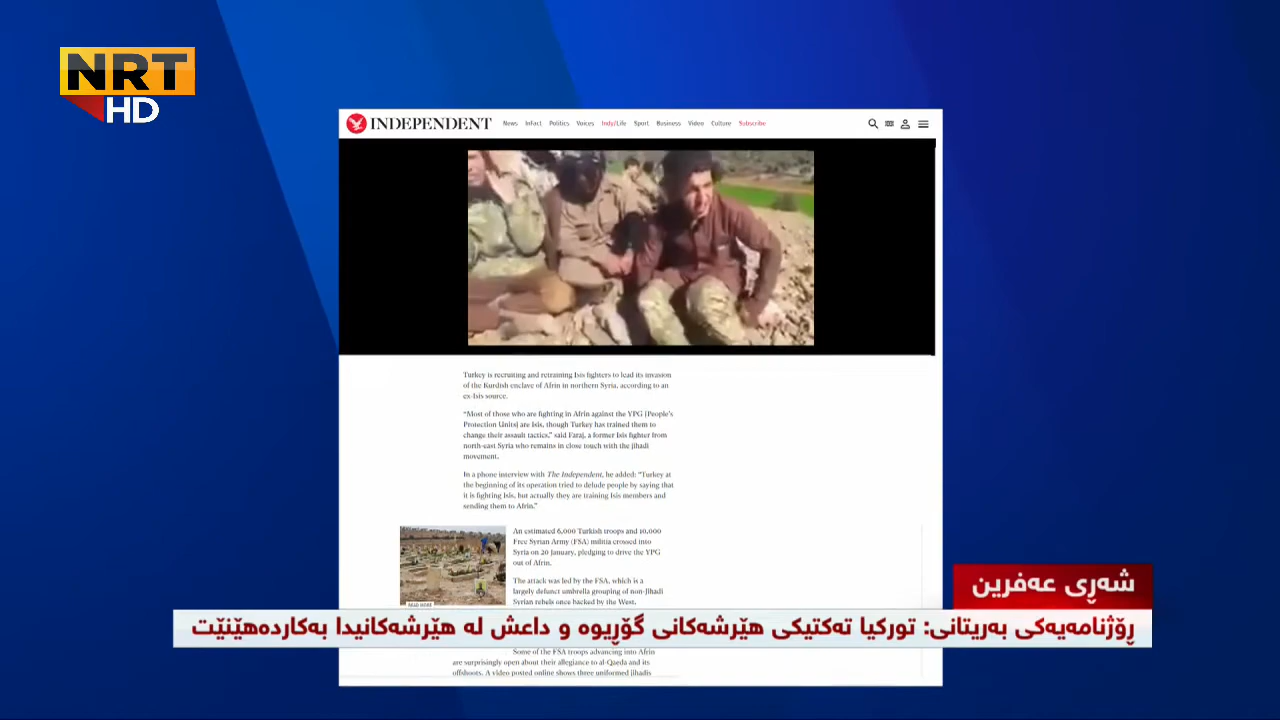 NRT
HD
INDEPENDENT News InFact Politics Voices Indy/Life Sport Business Video Culture Subscribe
Turkey is recruiting and retraining Isis fighters to lead its invasion
of the Kurdish enclave of Afrin in northern Syria, according to an
ex-Isis source.
“Most of those who are fighting in Afrin against the YPG [People’s
Protection Units] are Isis, though Turkey has trained them to
change their assault tactics,” said Faraj, a former Isis fighter from
north-east Syria who remains in close touch with the jihadi
movement.
In a phone interview with The Independent, he added: “Turkey at
the beginning of its operation tried to delude people by saying that
it is fighting Isis, but actually they are training Isis members and
sending them to Afrin.”
An estimated 6,000 Turkish troops and 10,000
Free Syrian Army (FSA) militia crossed into
Syria on 20 January, pledging to drive the YPG
out of Afrin.
The attack was led by the FSA, which is a
largely defunct umbrella grouping of non-Jihadi
Syrian rebels once backed by the West.
READ MORE
شەڕی عەفرین
ڕۆژنامەیەکی بەریتانی: تورکیا تەکتیکی هێرشەکانی گۆڕیوە و داعش لە هێرشەکانیدا بەکاردەهێنێت
Some of the FSA troops advancing into Afrin
are surprisingly open about their allegiance to al-Qaeda and its
offshoots. A video posted online shows three uniformed jihadis